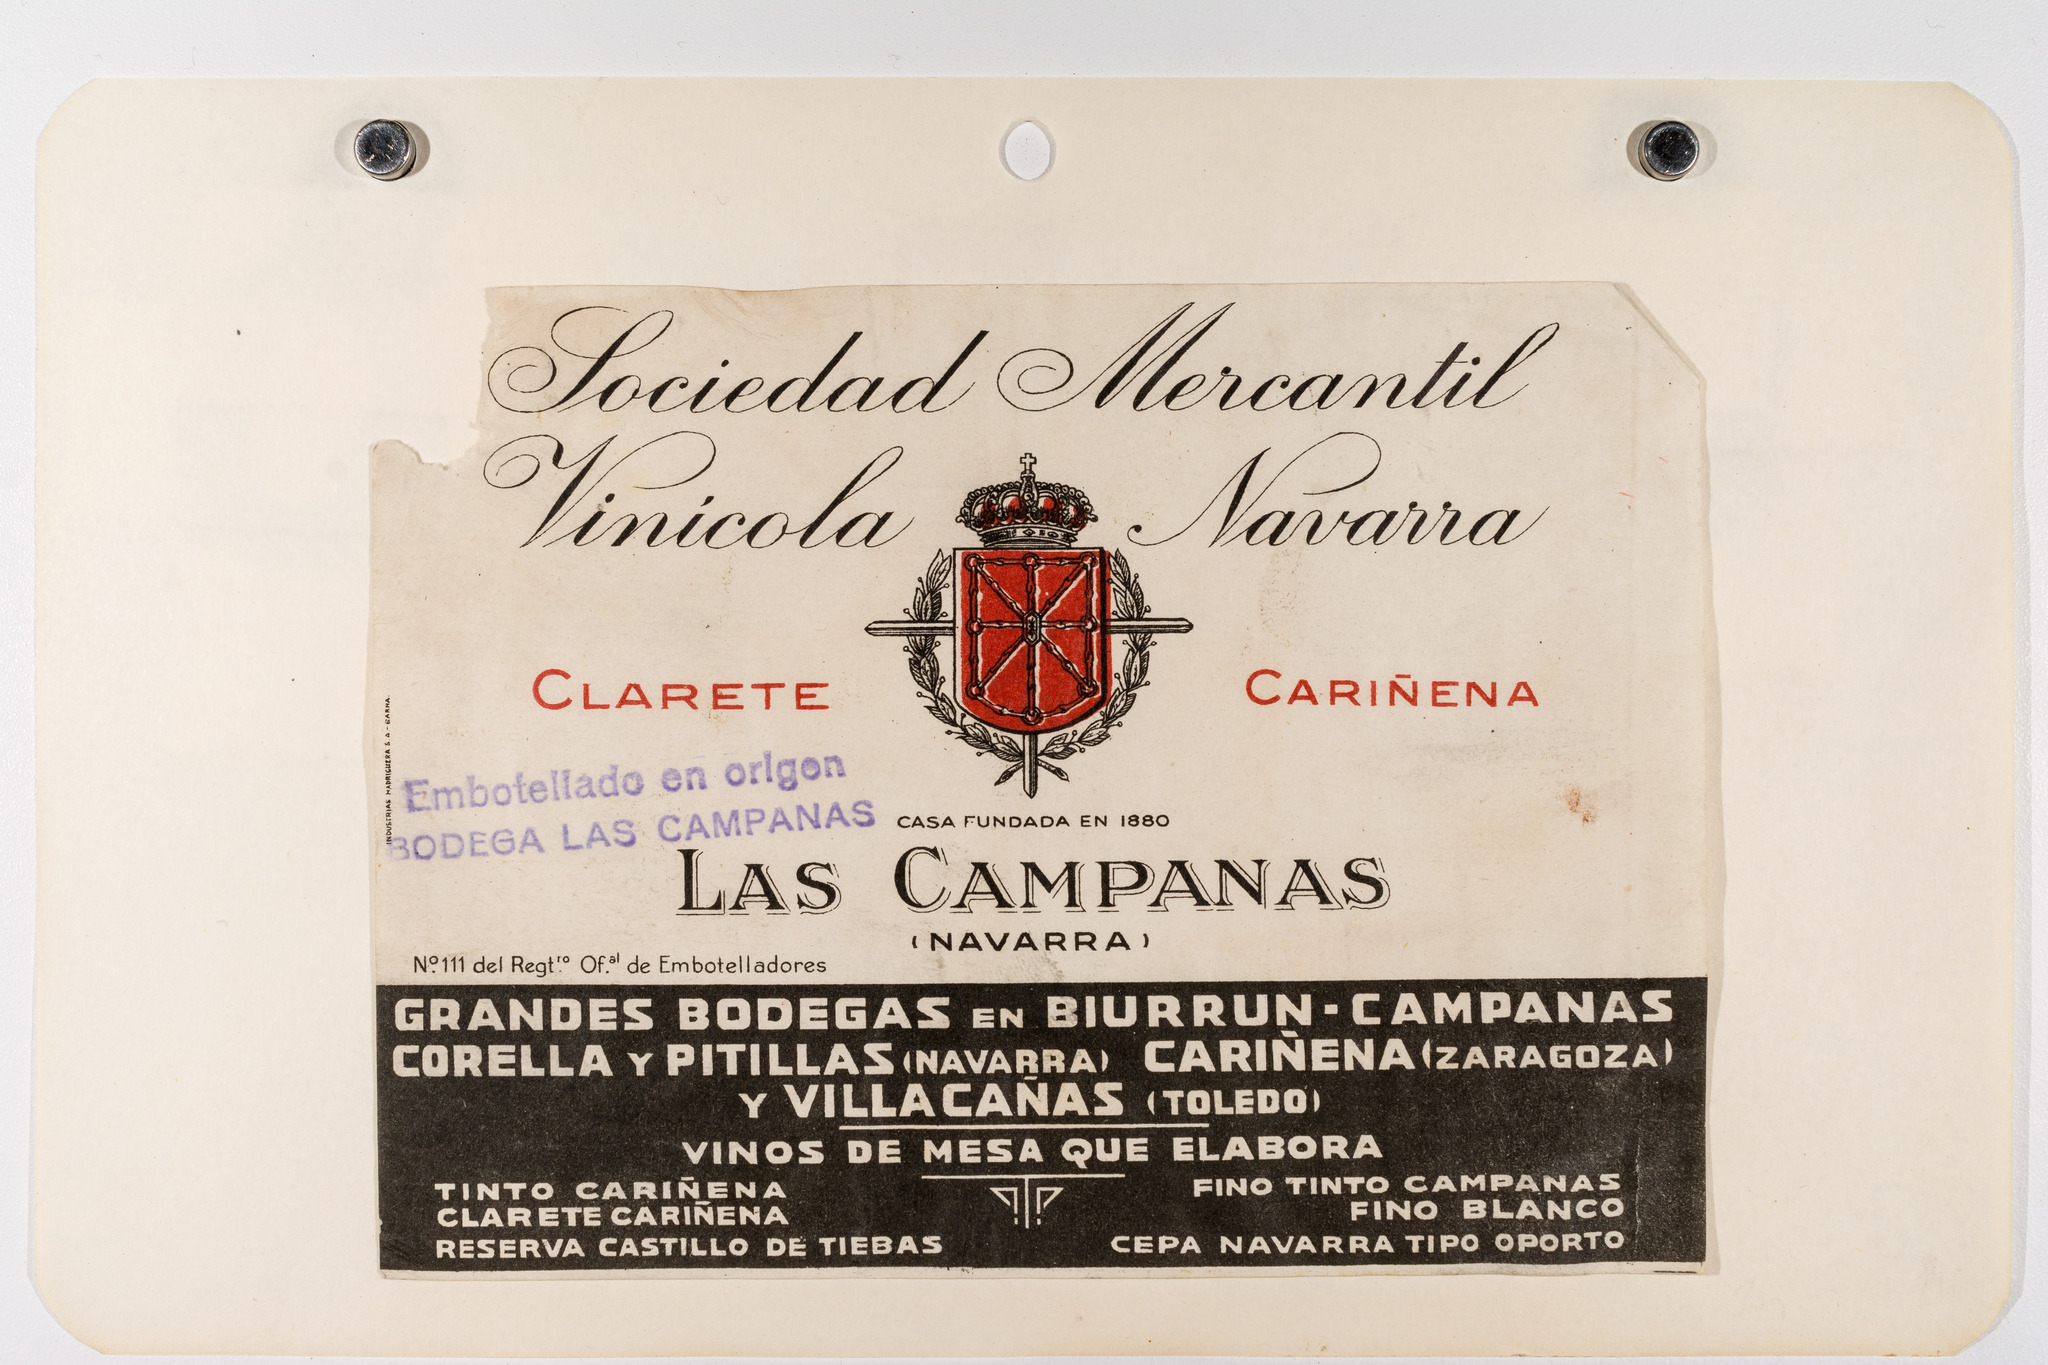 Sociedad Mercantil
Vinícola Navarra
CLARETE
CARIÑENA
INDUSTRIAS MADRIGUERA S A - BARNA.
Embotellado en origen
BODEGA LAS CAMPANAS
CASA FUNDADA EN 1880
LAS CAMPANAS
(NAVARRA)
Nº 111 del Regtrº Of.al de Embotelladores
GRANDES BODEGAS EN BIURRUN-CAMPANAS
CORELLA Y PITILLAS (NAVARRA) CARIÑENA (ZARAGOZA)
Y VILLACAÑAS (TOLEDO)
VINOS DE MESA QUE ELABORA
TINTO CARIÑENA
CLARETE CARIÑENA
RESERVA CASTILLO DE TIEBAS
FINO TINTO CAMPANAS
FINO BLANCO
CEPA NAVARRA TIPO OPORTO